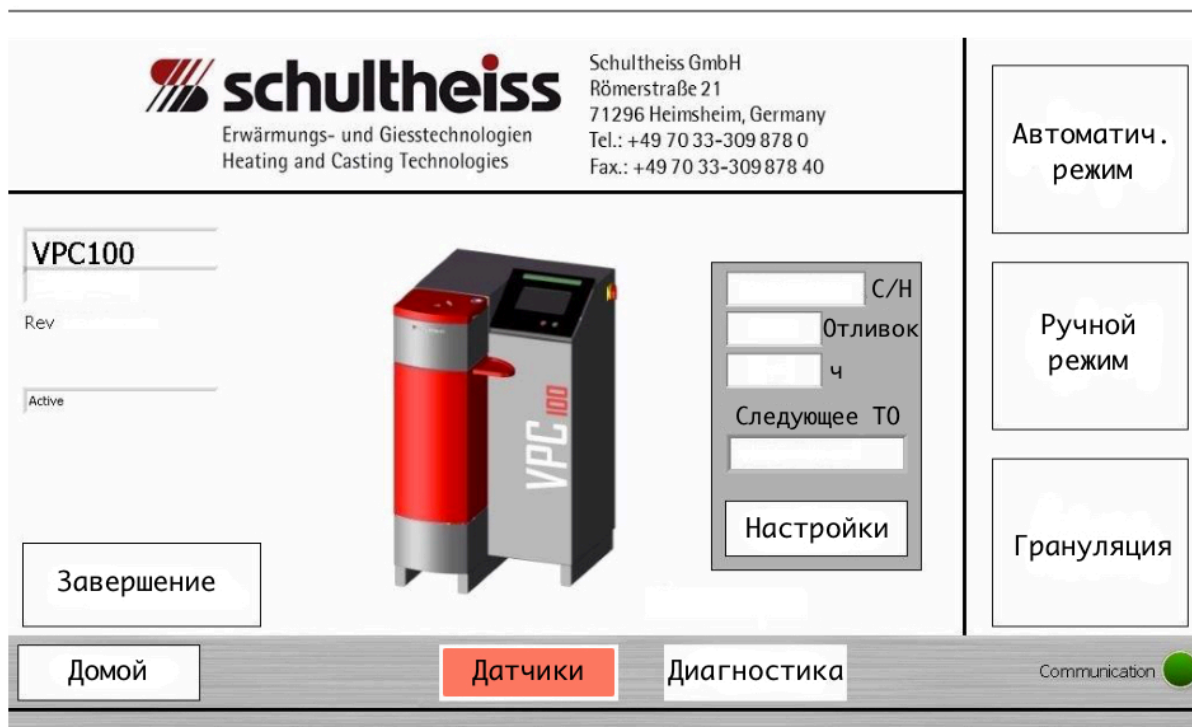 schultheiss
Erwärmungs- und Giesstechnologien
Heating and Casting Technologies
Schultheiss GmbH
Römerstraße 21
71296 Heimsheim, Germany
Tel.: +49 70 33-309 878 0
Fax.: +49 70 33-309 878 40
Автоматич.
режим
VPC100
Rev
Active
VPC 100
С/Н
Отливок
ч
Следующее ТО
Настройки
Ручной
режим
Грануляция
Завершение
Домой
Датчики
Диагностика
Communication